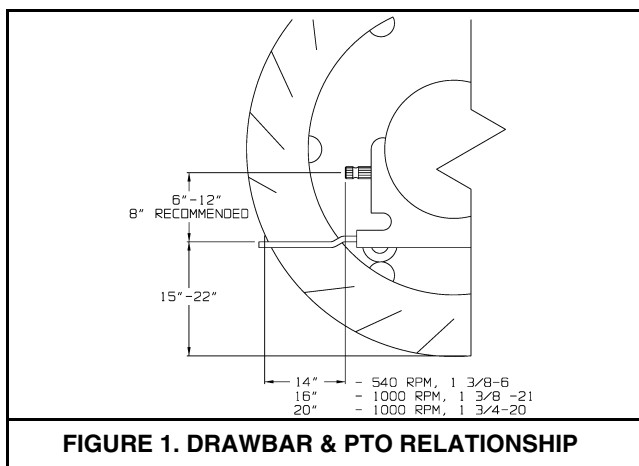 6"-12"
8" RECOMMENDED
15"-22"
14" - 540 RPM, 1 3/8-6
16" - 1000 RPM, 1 3/8 -21
20" - 1000 RPM, 1 3/4-20
FIGURE 1. DRAWBAR & PTO RELATIONSHIP